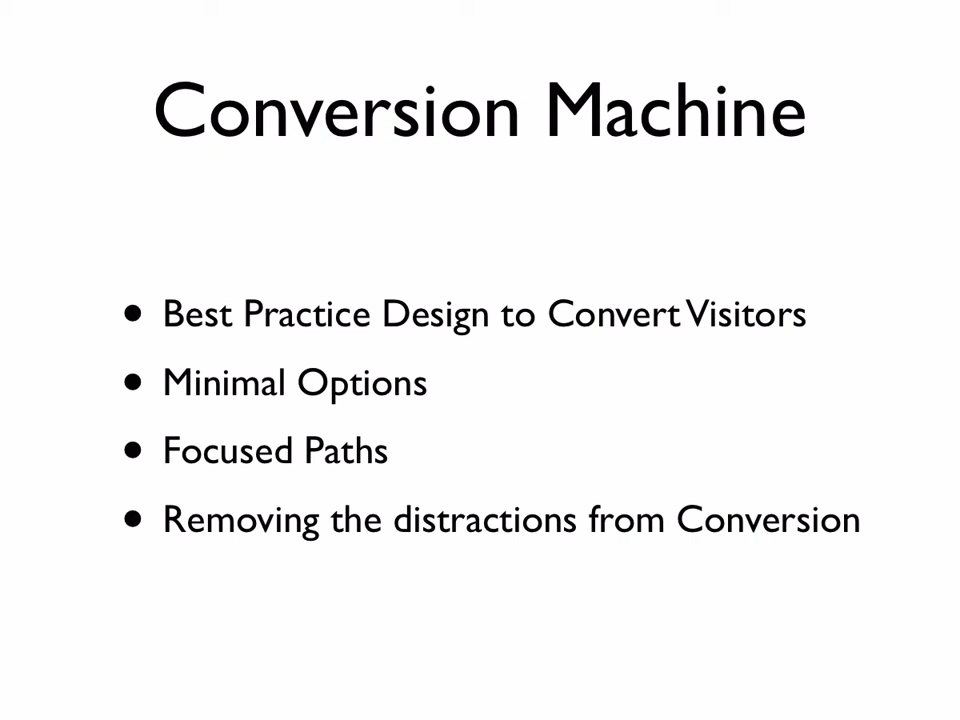 Conversion Machine
• Best Practice Design to Convert Visitors
• Minimal Options
• Focused Paths
• Removing the distractions from Conversion